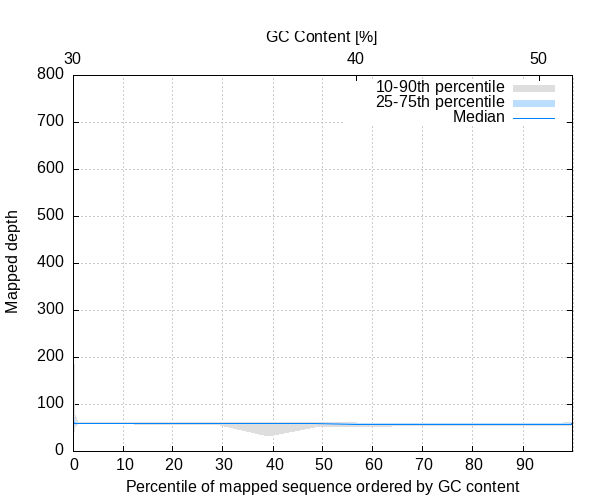 GC Content [%]
30 40 50
800
10-90th percentile
25-75th percentile
Median
700
600
500
400
300
200
100
0
Mapped depth
0 10 20 30 40 50 60 70 80 90
Percentile of mapped sequence ordered by GC content